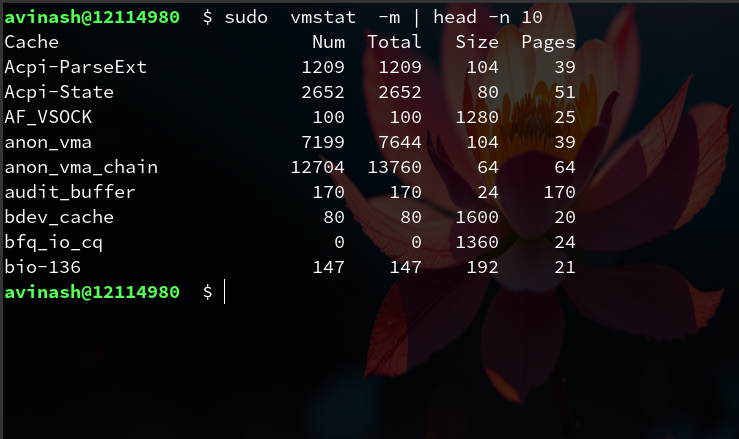 avinash@12114980 $ sudo vmstat -m | head -n 10
Cache Num Total Size Pages
Acpi-ParseExt 1209 1209 104 39
Acpi-State 2652 2652 80 51
AF_VSOCK 100 100 1280 25
anon_vma 7199 7644 104 39
anon_vma_chain 12704 13760 64 64
audit_buffer 170 170 24 170
bdev_cache 80 80 1600 20
bfq_io_cq 0 0 1360 24
bio-136 147 147 192 21
avinash@12114980 $